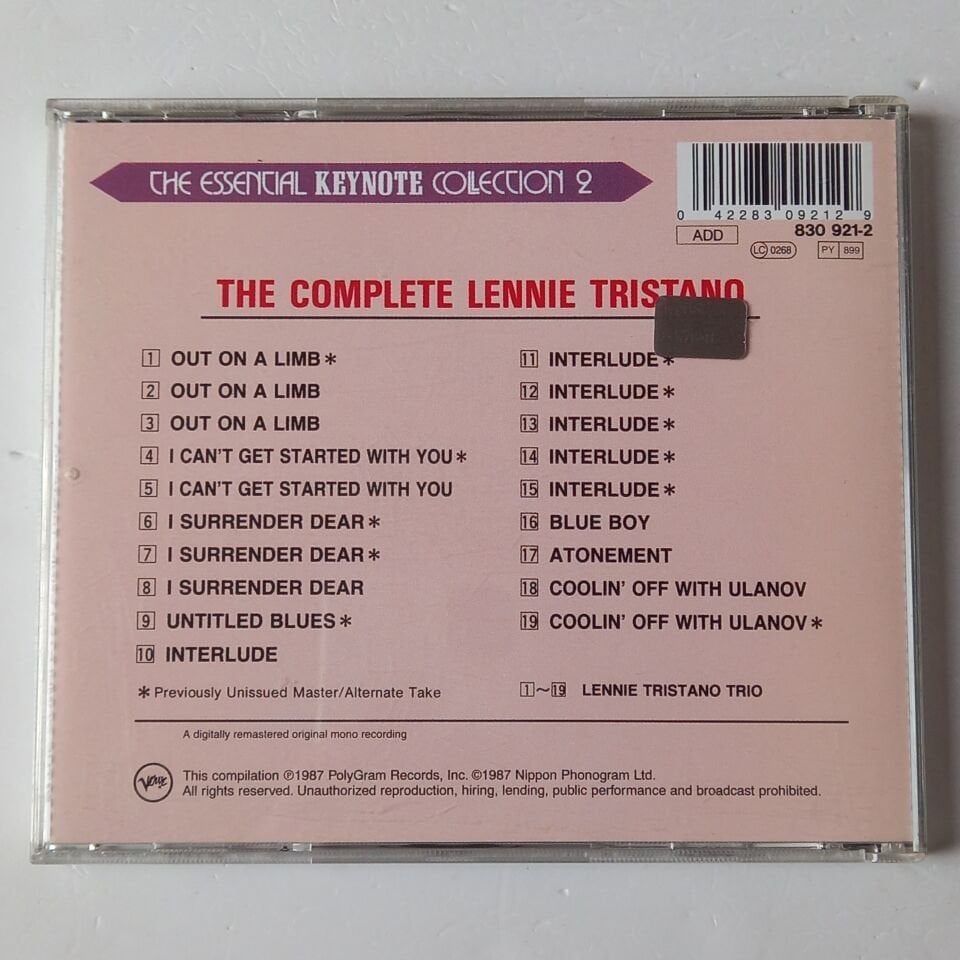 THE ESSENTIAL KEYNOTE COLLECTION 2
0 42283 09212 9
ADD
830 921-2
LC 0268
PY 899
THE COMPLETE LENNIE TRISTANO
1 OUT ON A LIMB*
2 OUT ON A LIMB
3 OUT ON A LIMB
4 I CAN'T GET STARTED WITH YOU*
5 I CAN'T GET STARTED WITH YOU
6 I SURRENDER DEAR*
7 I SURRENDER DEAR*
8 I SURRENDER DEAR
9 UNTITLED BLUES*
10 INTERLUDE
11 INTERLUDE*
12 INTERLUDE*
13 INTERLUDE*
14 INTERLUDE*
15 INTERLUDE*
16 BLUE BOY
17 ATONEMENT
18 COOLIN' OFF WITH ULANOV
19 COOLIN' OFF WITH ULANOV*
*Previously Unissued Master/Alternate Take
1~19 LENNIE TRISTANO TRIO
A digitally remastered original mono recording
Verve
This compilation ℗1987 PolyGram Records, Inc. ©1987 Nippon Phonogram Ltd.
All rights reserved. Unauthorized reproduction, hiring, lending, public performance and broadcast prohibited.